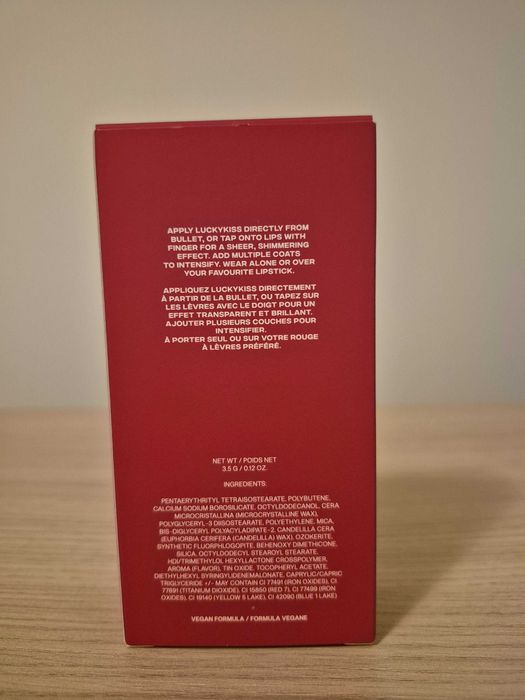 APPLY LUCKYKISS DIRECTLY FROM
BULLET, OR TAP ONTO LIPS WITH
FINGER FOR A SHEER, SHIMMERING
EFFECT. ADD MULTIPLE COATS
TO INTENSIFY. WEAR ALONE OR OVER
YOUR FAVOURITE LIPSTICK.
APPLIQUEZ LUCKYKISS DIRECTEMENT
À PARTIR DE LA BULLET, OU TAPEZ SUR
LES LÈVRES AVEC LE DOIGT POUR UN
EFFET TRANSPARENT ET BRILLANT.
AJOUTER PLUSIEURS COUCHES POUR
INTENSIFIER.
À PORTER SEUL OU SUR VOTRE ROUGE
À LÈVRES PRÉFÉRÉ.
NET WT / POIDS NET
3.5 G / 0.12 OZ.
INGREDIENTS:
PENTAERYTHRITYL TETRAISOSTEARATE, POLYBUTENE,
CALCIUM SODIUM BOROSILICATE, OCTYLDODECANOL, CERA
MICROCRISTALLINA (MICROCRYSTALLINE WAX),
POLYGLYCERYL-3 DIISOSTEARATE, POLYETHYLENE, MICA,
BIS-DIGLYCERYL POLYACYLADIPATE-2, CANDELILLA CERA
(EUPHORBIA CERIFERA (CANDELILLA) WAX), OZOKERITE,
SYNTHETIC FLUORPHLOGOPITE, BEHENOXY DIMETHICONE,
SILICA, OCTYLDODECYL STEAROYL STEARATE,
HDI/TRIMETHYLOL HEXYLLACTONE CROSSPOLYMER,
AROMA (FLAVOR), TIN OXIDE, TOCOPHERYL ACETATE,
DIETHYLHEXYL SYRINGYLIDENEMALONATE, CAPRYLIC/CAPRIC
TRIGLYCERIDE +/- MAY CONTAIN CI 77491 (IRON OXIDES), CI
77891 (TITANIUM DIOXIDE), CI 15850 (RED 7), CI 77499 (IRON
OXIDES), CI 19140 (YELLOW 5 LAKE), CI 42090 (BLUE 1 LAKE)
VEGAN FORMULA / FORMULA VEGANE